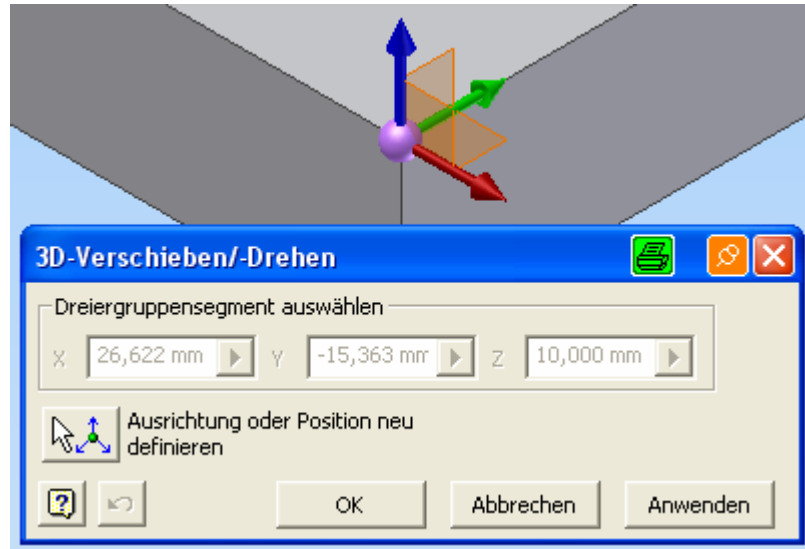 3D-Verschieben/-Drehen
Dreiergruppensegment auswählen
X 26,622 mm Y -15,363 mm Z 10,000 mm
Ausrichtung oder Position neu
definieren
OK Abbrechen Anwenden